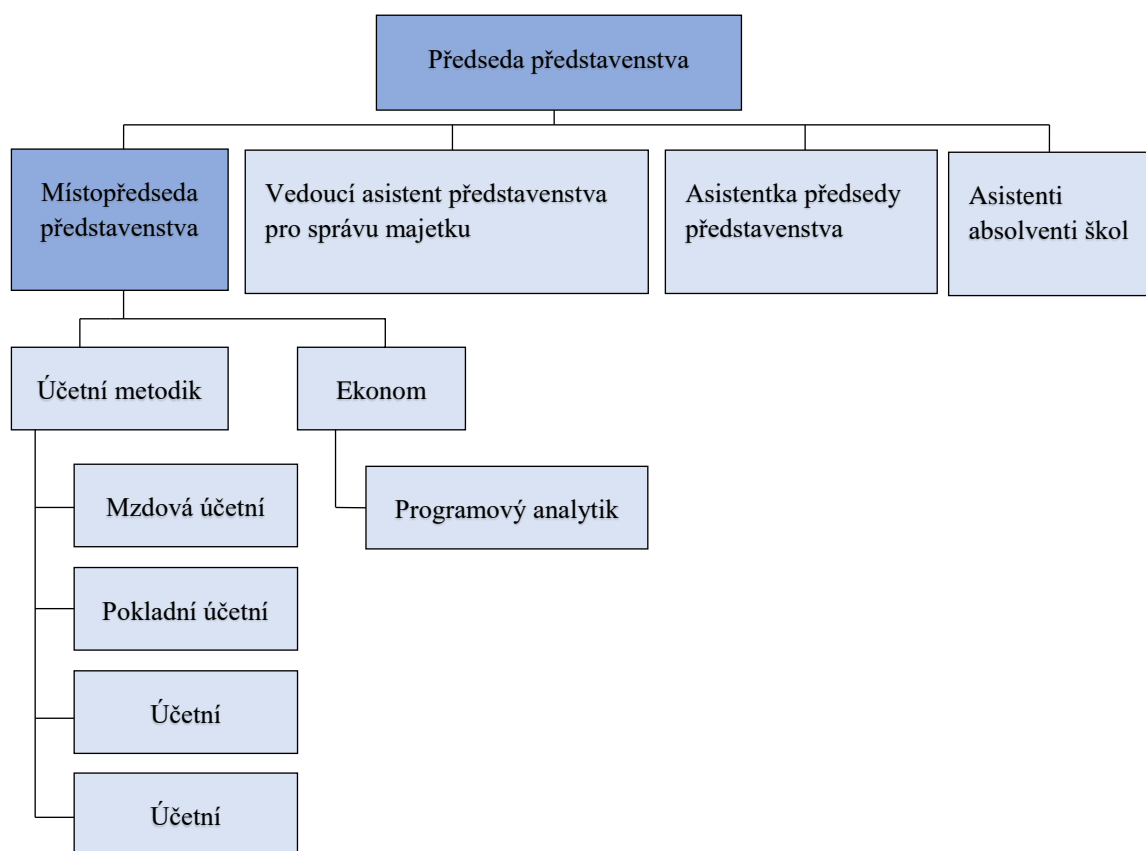 Předseda představenstva
Místopředseda
představenstva
Vedoucí asistent představenstva
pro správu majetku
Asistentka předsedy
představenstva
Asistenti
absolventi škol
Účetní metodik
Ekonom
Mzdová účetní
Programový analytik
Pokladní účetní
Účetní
Účetní